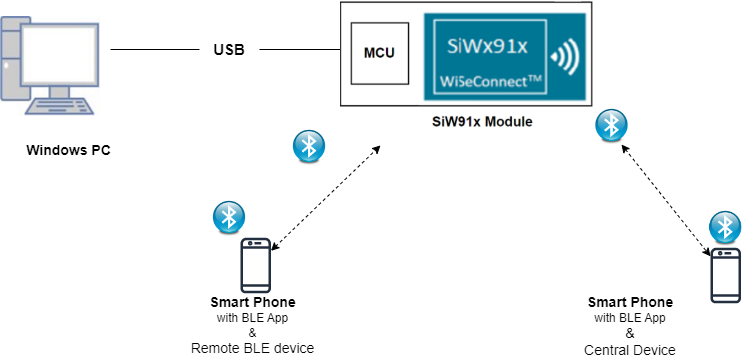 USB
MCU
SiWx91x
WiSeConnect™
SiW91x Module
Windows PC
Smart Phone
with BLE App
&
Remote BLE device
Smart Phone
with BLE App
&
Central Device